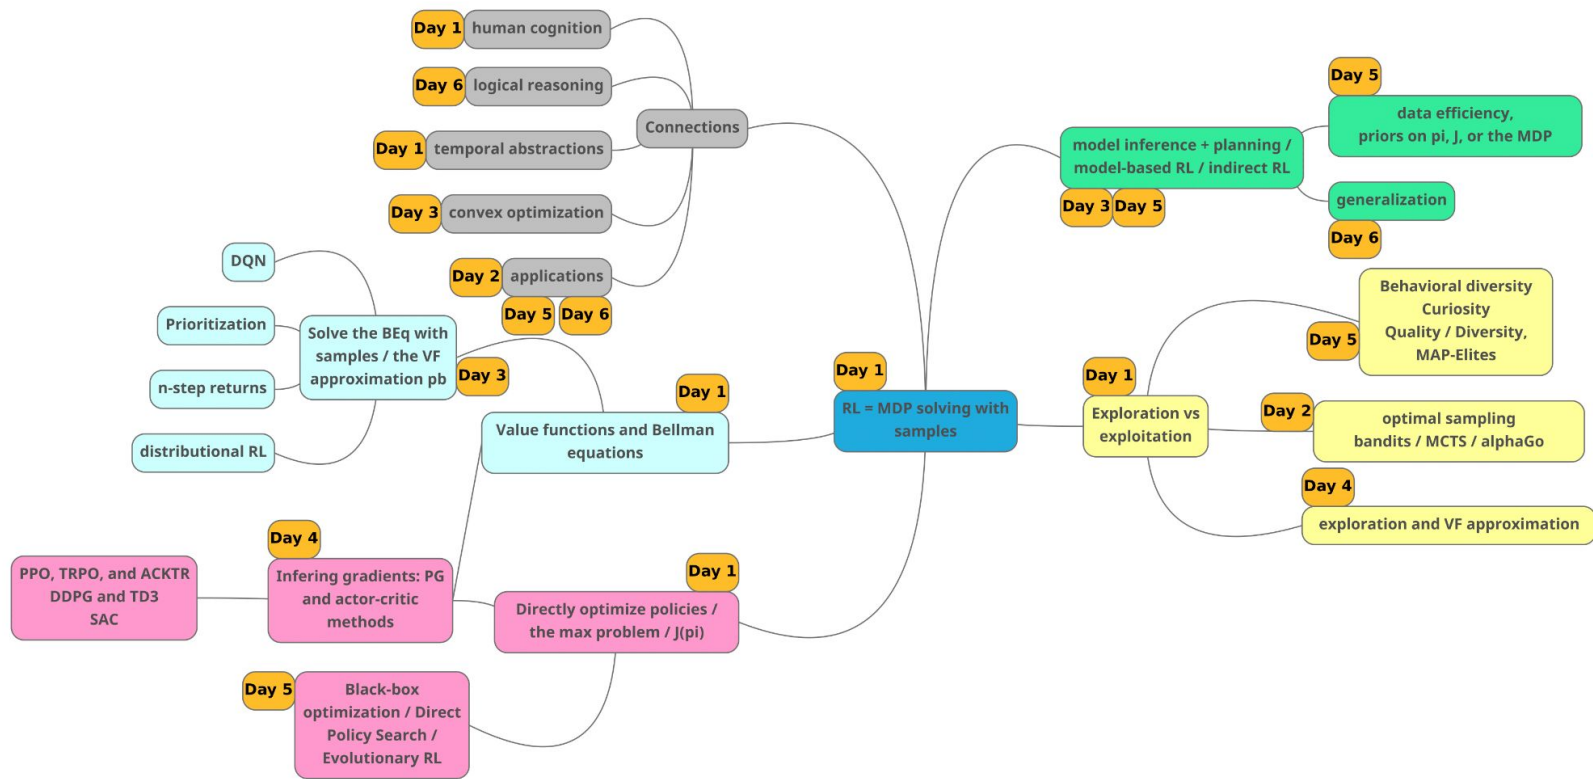 Day 1
human cognition
Day 6
logical reasoning
Day 1
temporal abstractions
Day 3
convex optimization
Day 2
applications
Day 5
Day 6
Connections
DQN
Prioritization
n-step returns
distributional RL
Solve the BEq with
samples / the VF
approximation pb
Day 3
Day 1
Value functions and Bellman
equations
Day 4
PPO, TRPO, and ACKTR
DDPG and TD3
SAC
Infering gradients: PG
and actor-critic
methods
Day 1
Directly optimize policies /
the max problem / J(pi)
Day 5
Black-box
optimization / Direct
Policy Search /
Evolutionary RL
Day 1
RL = MDP solving with
samples
model inference + planning /
model-based RL / indirect RL
Day 3
Day 5
Day 5
data efficiency,
priors on pi, J, or the MDP
generalization
Day 6
Day 1
Exploration vs
exploitation
Behavioral diversity
Curiosity
Quality / Diversity,
MAP-Elites
Day 5
Day 2
optimal sampling
bandits / MCTS / alphaGo
Day 4
exploration and VF approximation